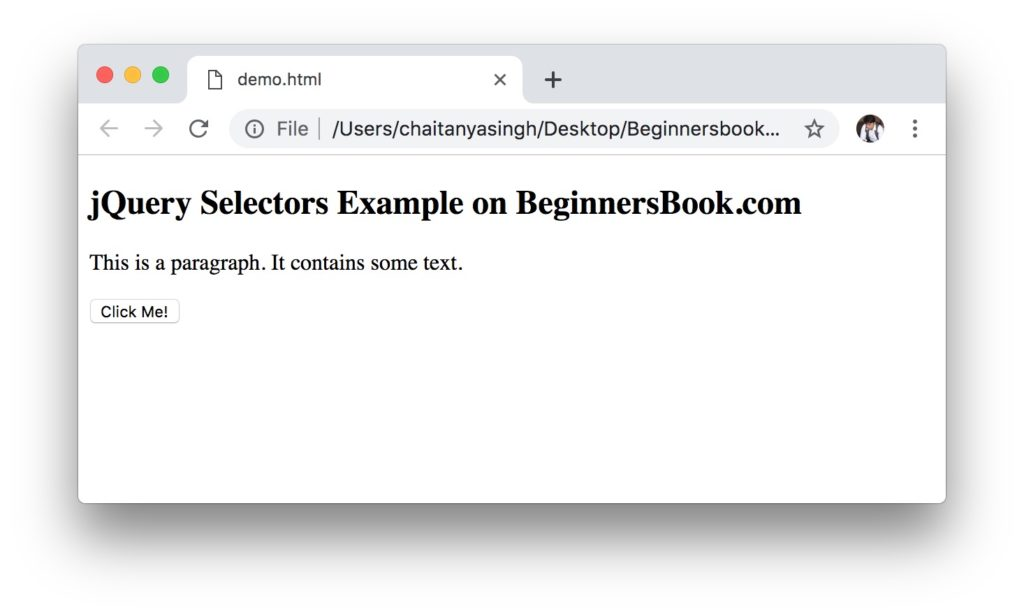 demo.html
File /Users/chaitanyasingh/Desktop/Beginnersbook...
jQuery Selectors Example on BeginnersBook.com
This is a paragraph. It contains some text.
Click Me!